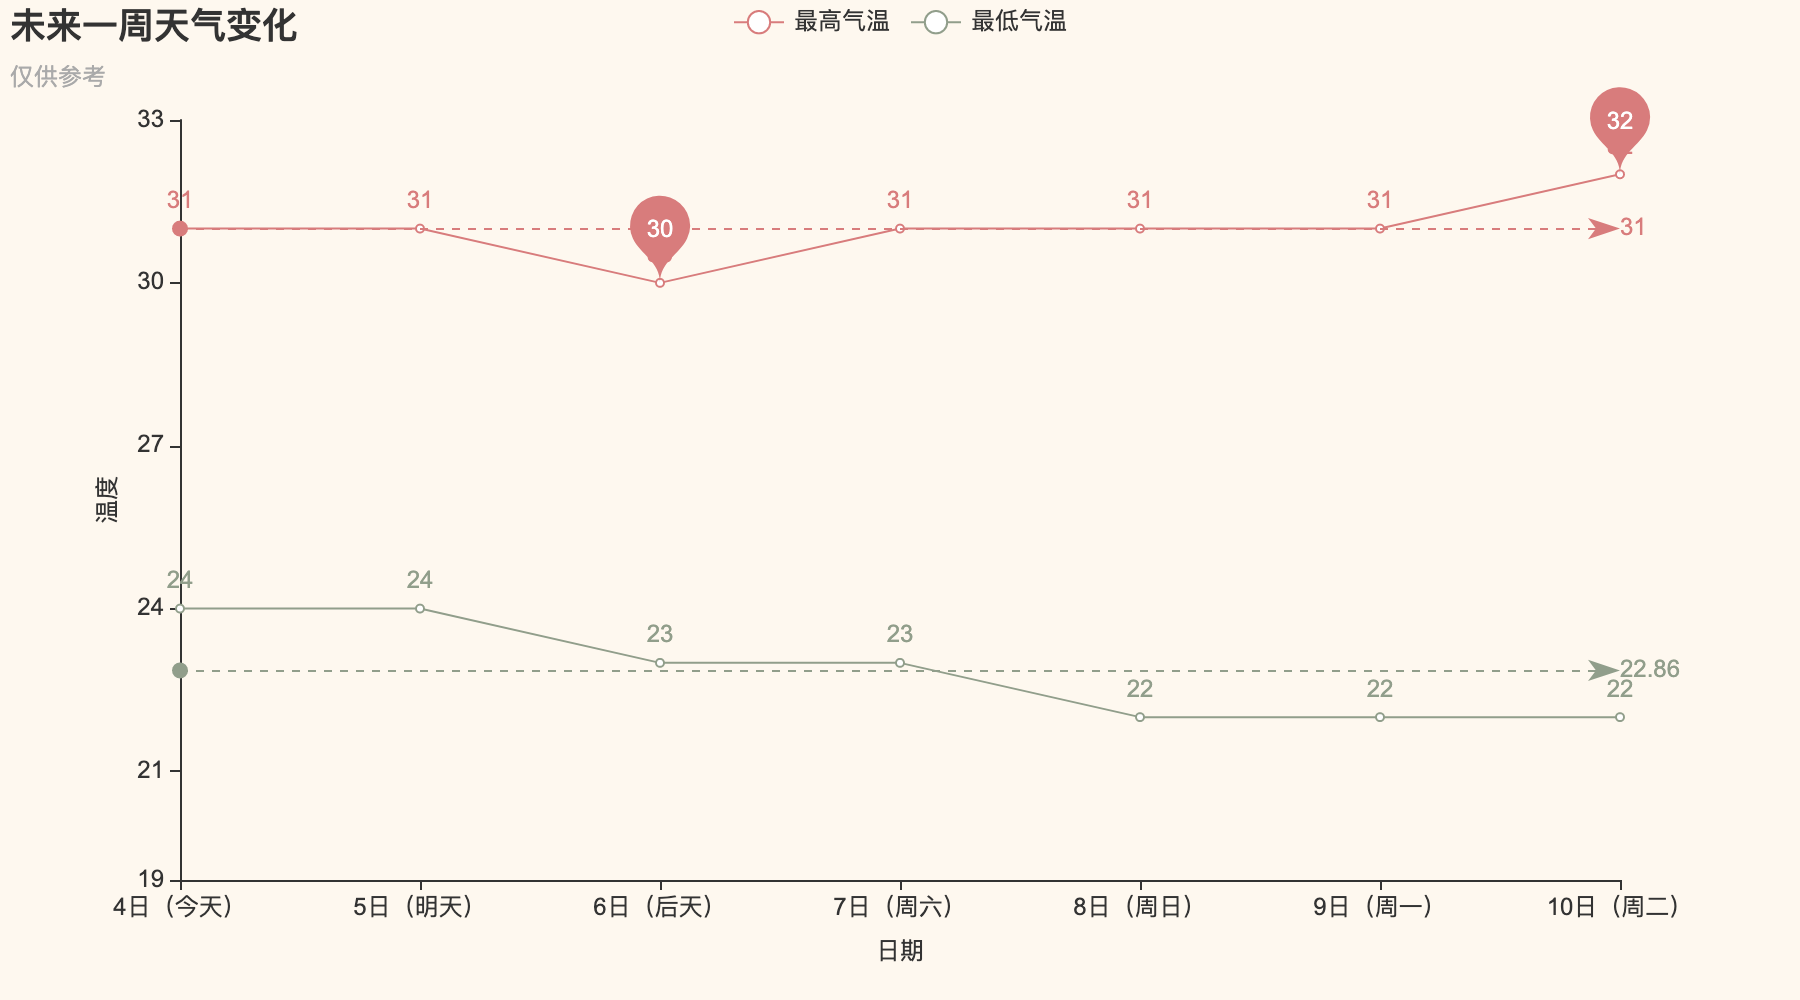 未来一周天气变化
仅供参考
最高气温 最低气温
33
30
27
24
21
19
温度
31 31 30 31 31 31 32
31
24 24 23 23 22 22 22
22.86
4日（今天） 5日（明天） 6日（后天） 7日（周六） 8日（周日） 9日（周一） 10日（周二）
日期